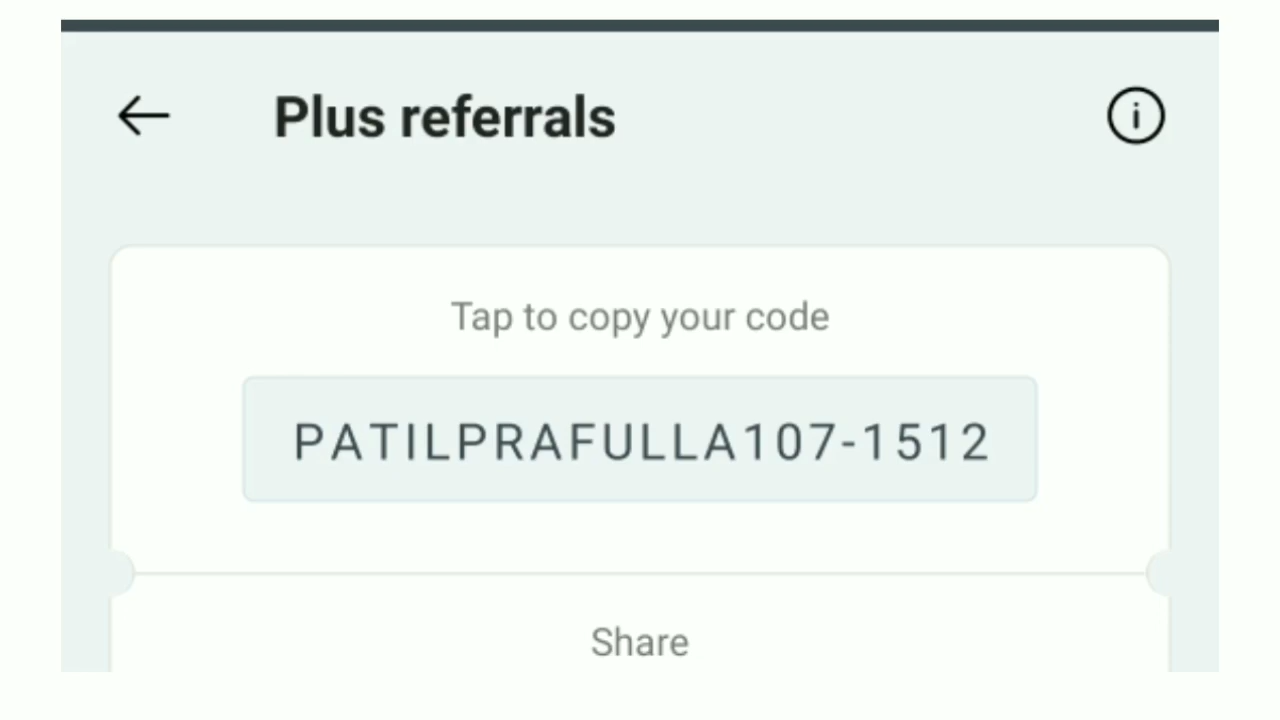 Plus referrals
Tap to copy your code
PATILPRAFULLA107-1512
Share